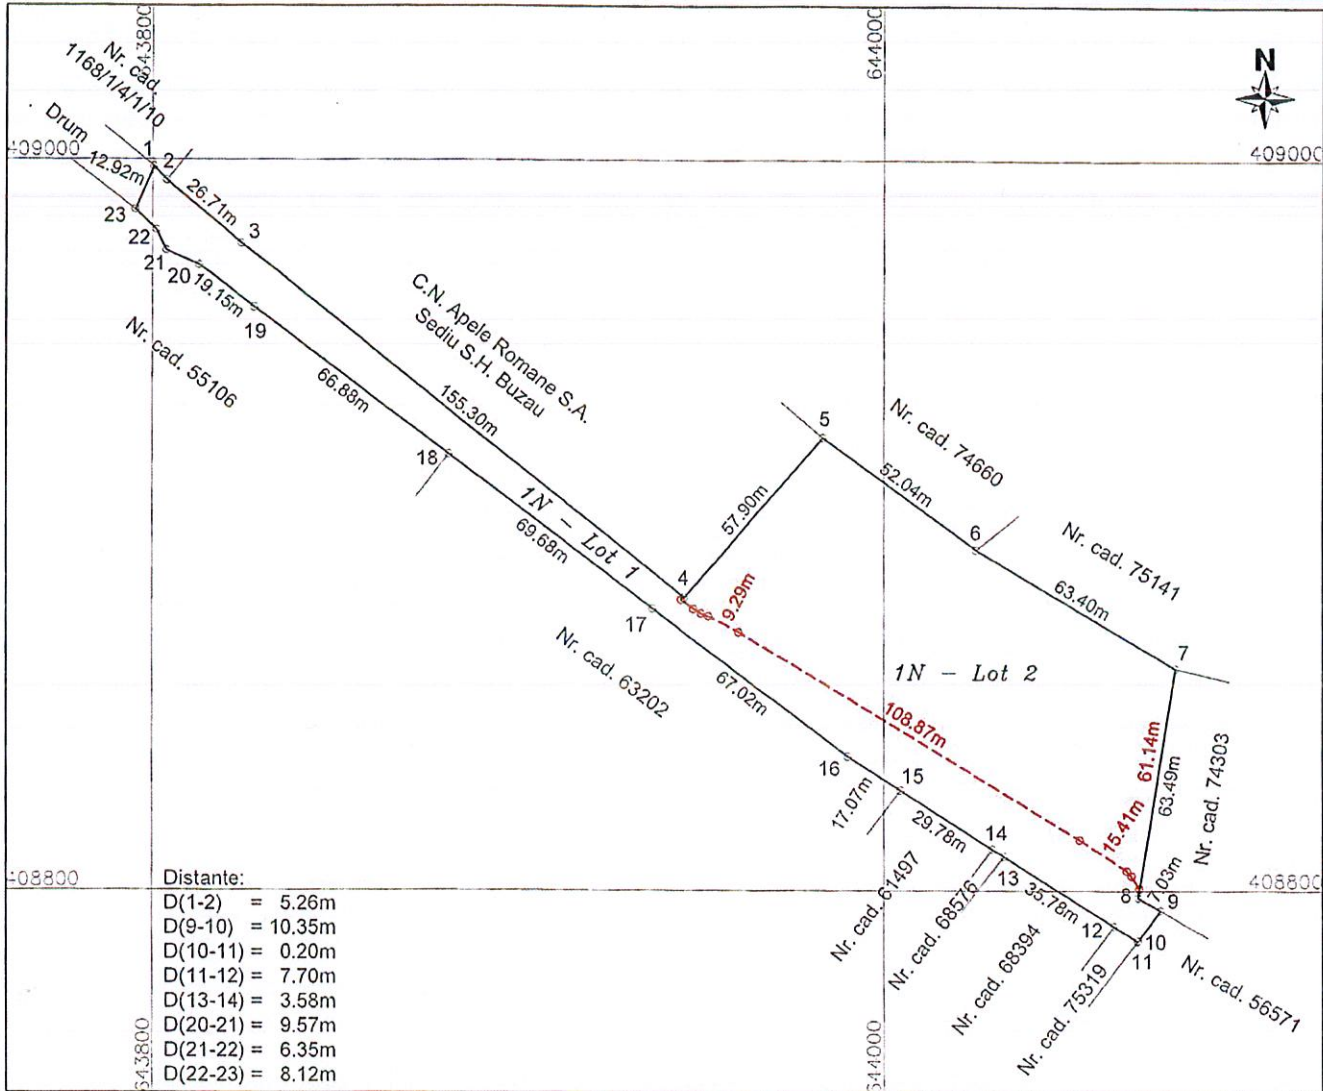 643800
644000
N
Nr. cad.
1168/1/4/1/10
Drum
409000
409000
1
2
12.92m
26.71m
23
3
22
21
20
19.15m
19
C.N. Apele Romane S.A.
Sediu S.H. Buzau
Nr. cad. 55106
66.88m
155.30m
18
5
Nr. cad. 74660
52.04m
57.90m
1N - Lot 1
69.68m
6
Nr. cad. 75141
63.40m
4
9.29m
17
Nr. cad. 63202
67.02m
7
1N - Lot 2
108.87m
61.14m
63.49m
Nr. cad. 74303
16
15
17.07m
29.78m
15.41m
14
13
35.78m
7.03m
8
9
12
10
11
408800
408800
Nr. cad. 61497
Nr. cad. 68576
Nr. cad. 68394
Nr. cad. 75319
Nr. cad. 56571
Distante:
D(1-2) = 5.26m
D(9-10) = 10.35m
D(10-11) = 0.20m
D(11-12) = 7.70m
D(13-14) = 3.58m
D(20-21) = 9.57m
D(21-22) = 6.35m
D(22-23) = 8.12m
643800
644000